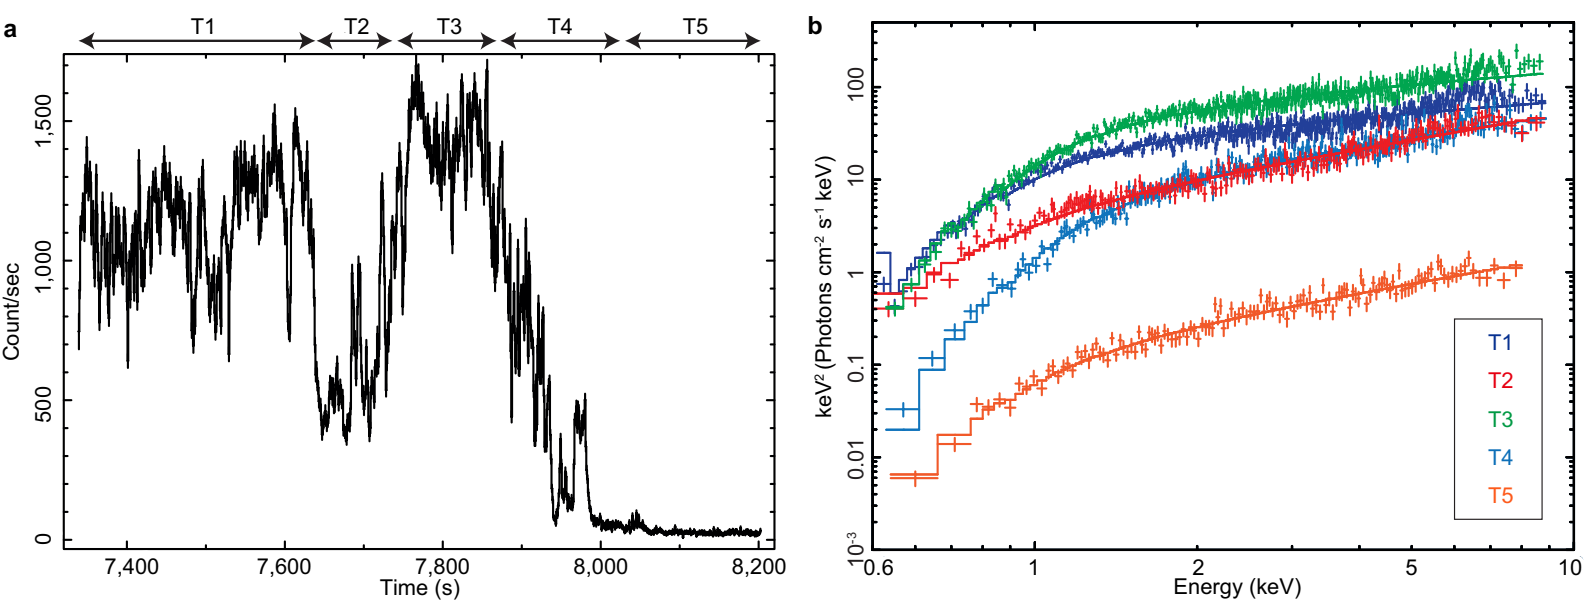 a
T1 T2 T3 T4 T5
Count/sec
0 500 1,000 1,500
7,400 7,600 7,800 8,000 8,200
Time (s)
b
keV² (Photons cm⁻² s⁻¹ keV)
100
10
1
0.1
0.01
10⁻³
0.6 1 2 5 10
Energy (keV)
T1
T2
T3
T4
T5